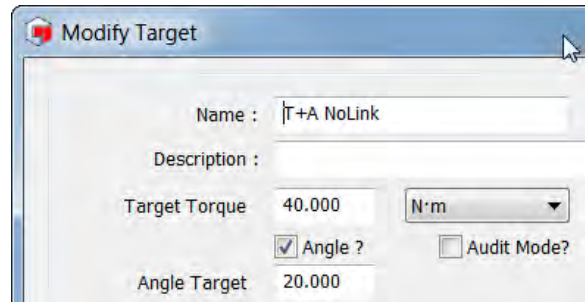 Modify Target
Name : T+A NoLink
Description :
Target Torque 40.000 N·m
Angle ? Audit Mode?
Angle Target 20.000